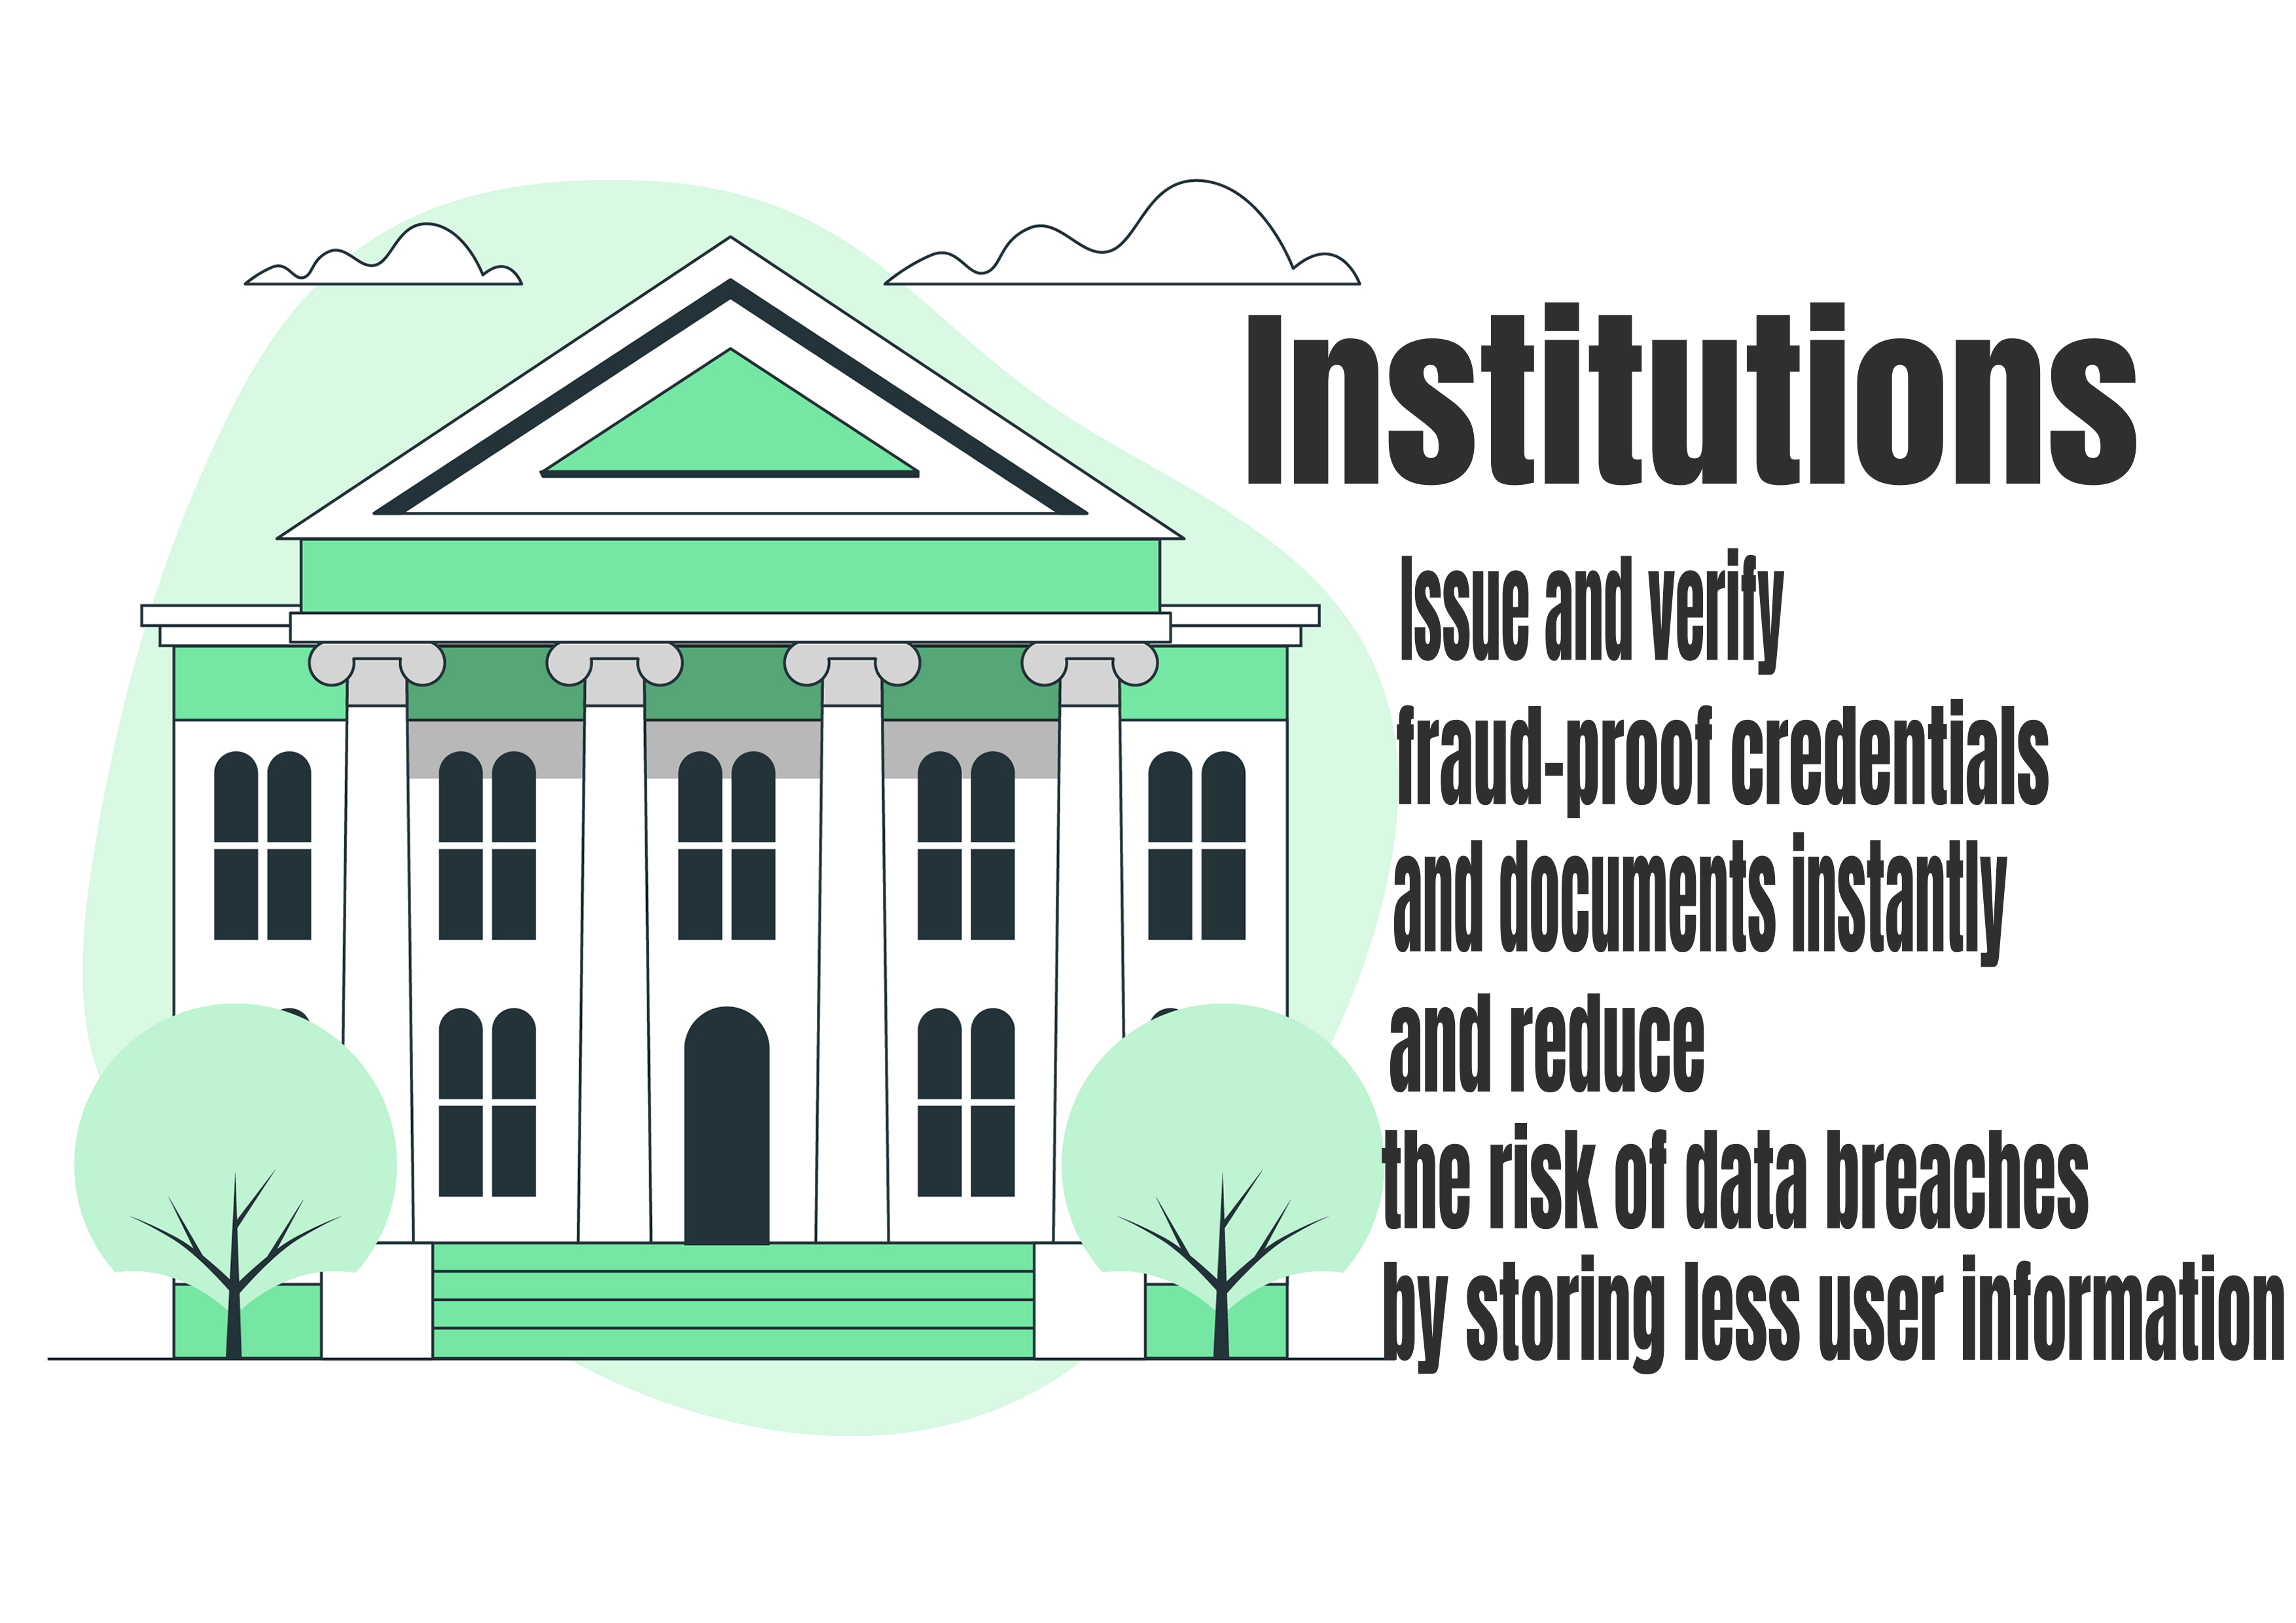 Institutions
Issue and verify
fraud-proof credentials
and documents instantly
and reduce
the risk of data breaches
by storing less user information